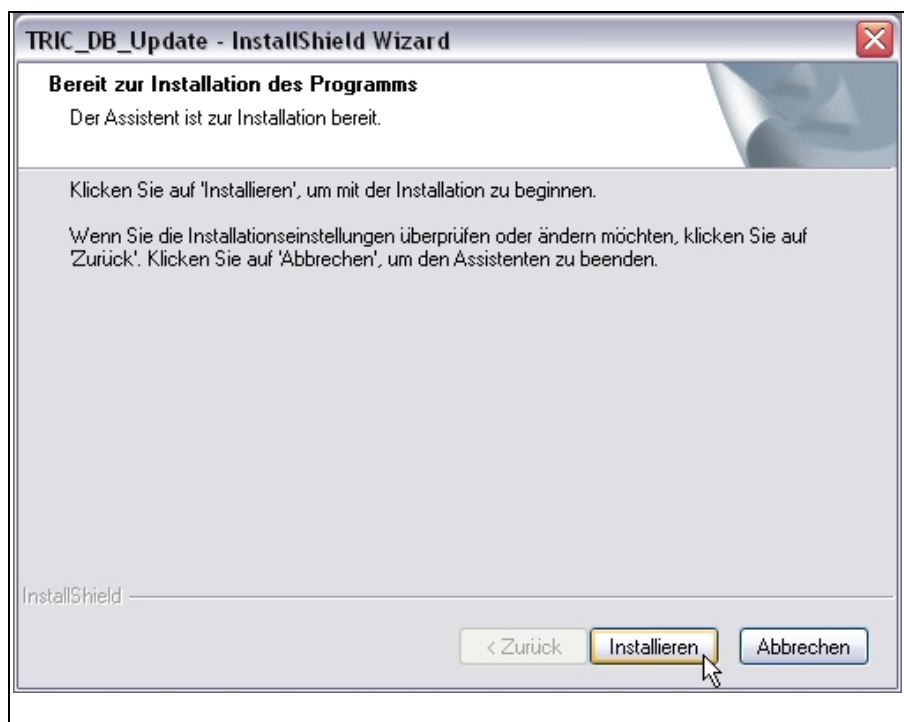 TRIC_DB_Update - InstallShield Wizard
Bereit zur Installation des Programms
Der Assistent ist zur Installation bereit.
Klicken Sie auf 'Installieren', um mit der Installation zu beginnen.
Wenn Sie die Installationseinstellungen überprüfen oder ändern möchten, klicken Sie auf
'Zurück'. Klicken Sie auf 'Abbrechen', um den Assistenten zu beenden.
InstallShield
< Zurück Installieren Abbrechen